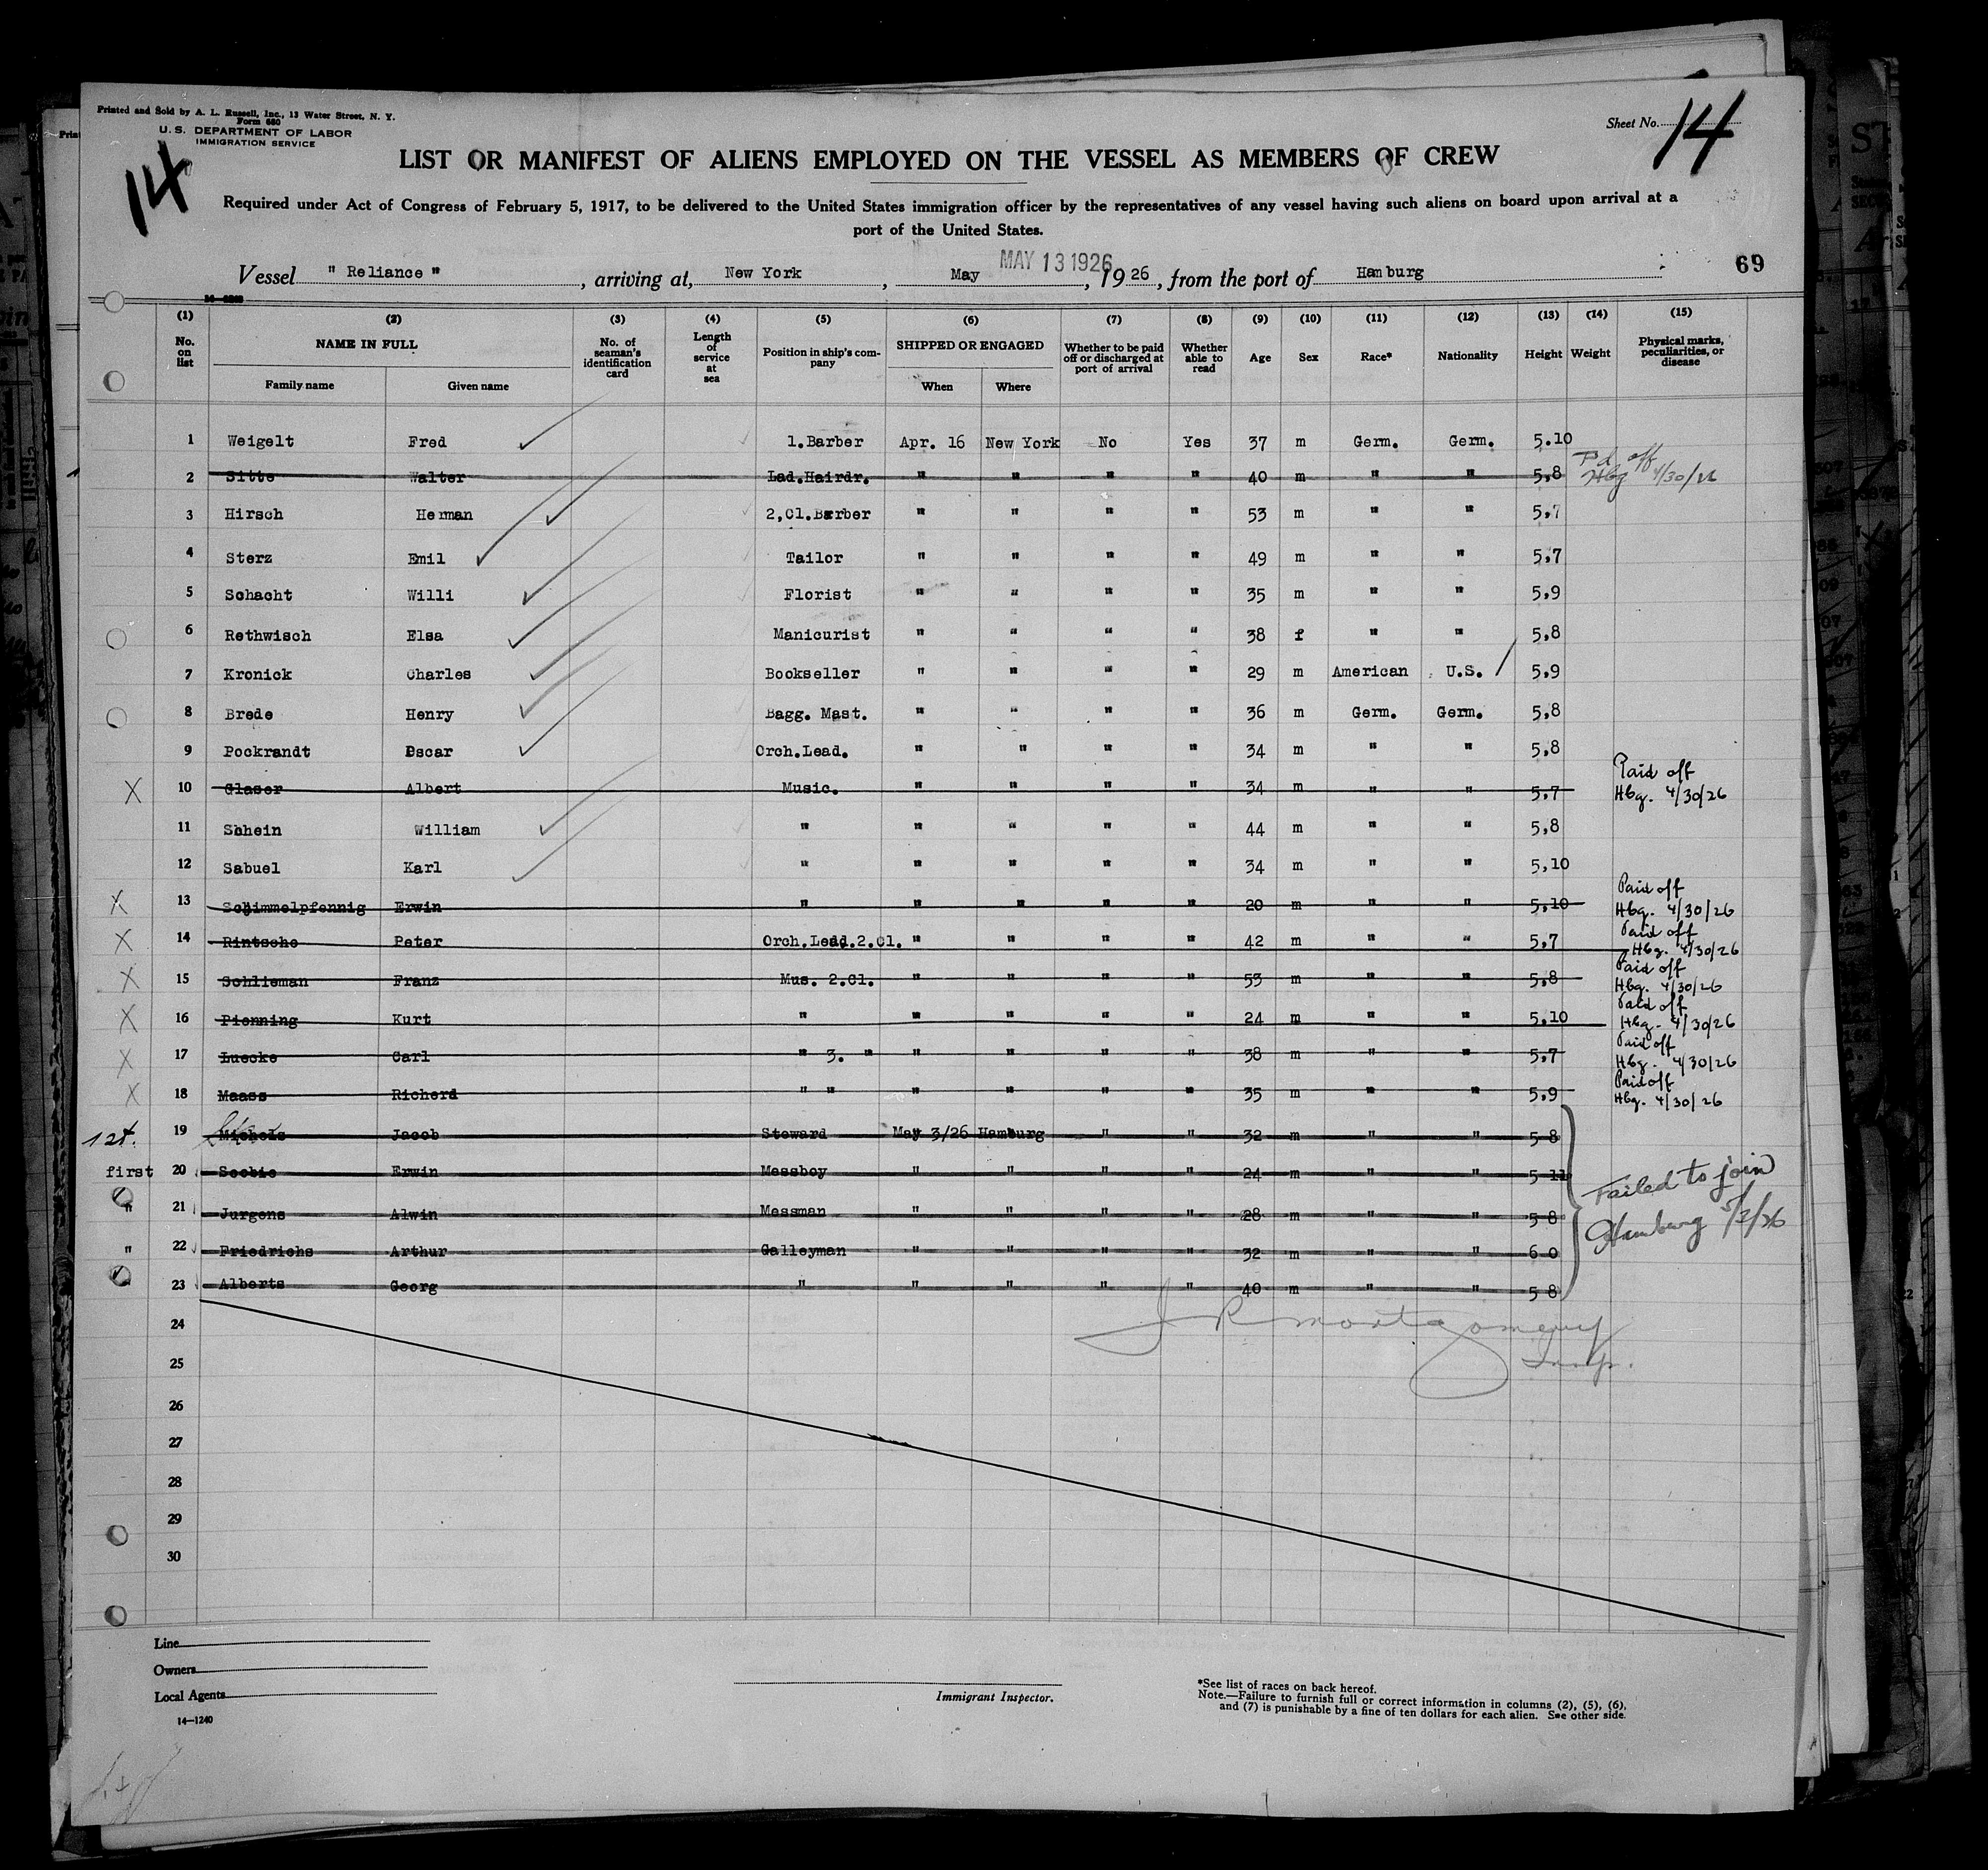 Printed and Sold by A. L. Russell, Inc., 13 Water Street, N. Y.
Form 680
U. S. DEPARTMENT OF LABOR
IMMIGRATION SERVICE
Sheet No. 14
14
LIST OR MANIFEST OF ALIENS EMPLOYED ON THE VESSEL AS MEMBERS OF CREW
Required under Act of Congress of February 5, 1917, to be delivered to the United States immigration officer by the representatives of any vessel having such aliens on board upon arrival at a
port of the United States.
MAY 13 1926
Vessel " Reliance " , arriving at, New York , May , 19 26 , from the port of Hamburg
69
(1) (2) (3) (4) (5) (6) (7) (8) (9) (10) (11) (12) (13) (14) (15)
No. on list NAME IN FULL Family name Given name No. of seaman's identification card Length of service at sea Position in ship's company SHIPPED OR ENGAGED When Where Whether to be paid off or discharged at port of arrival Whether able to read Age Sex Race* Nationality Height Weight Physical marks, peculiarities, or disease
1 Weigelt Fred 1.Barber Apr. 16 New York No Yes 37 m Germ. Germ. 5.10
2 Sitte Walter Lad.Hairdr. " " " " 40 m " " 5,8 Pd off Hbg 4/30/26
3 Hirsch Herman 2,Cl.Barber " " " " 53 m " " 5,7
4 Sterz Emil Tailor " " " " 49 m " " 5,7
5 Schacht Willi Florist " " " " 35 m " " 5,9
6 Rethwisch Elsa Manicurist " " " " 38 f " " 5,8
7 Kronick Charles Bookseller " " " " 29 m American U.S. 5,9
8 Brede Henry Bagg. Mast. " " " " 36 m Germ. Germ. 5,8
9 Pockrandt Oscar Orch.Lead. " " " " 34 m " " 5,8
X 10 Glaser Albert Music. " " " " 34 m " " 5,7 Paid off Hbg. 4/30/26
11 Schein William " " " " " 44 m " " 5,8
12 Sabuel Karl " " " " " 34 m " " 5,10
X 13 Schimmelpfennig Erwin " " " " " 20 m " " 5,10 Paid off Hbg. 4/30/26
X 14 Rintsche Peter Orch.Lead.2.Cl. " " " " 42 m " " 5,7 Paid off Hbg. 4/30/26
X 15 Schlieman Franz Mus. 2.Cl. " " " " 53 m " " 5,8 Paid off Hbg. 4/30/26
X 16 Pienning Kurt " " " " " 24 m " " 5,10 Paid off Hbg. 4/30/26
X 17 Luecke Carl " 3. " " " " " 38 m " " 5,7 Paid off Hbg. 4/30/26
X 18 Maass Richerd " " " " " " 35 m " " 5,9 Paid off Hbg. 4/30/26
1st. 19 Michels Jacob Steward May 3/26 Hamburg " " 32 m " " 5 8
first 20 Erwin Messboy " " " " 24 m " " 5 11
" 21 Jurgens Alwin Messman " " " " 28 m " " 5 8
" 22 Friedrichs Arthur Galleyman " " " " 32 m " " 6 0
23 Alberts Georg " " " " " 40 m " " 5 8
Failed to join
Hamburg 5/3/26
24
J R Montgomery
25
Insp.
26
27
28
29
30
Line
Owners
Local Agents
14—1240
Immigrant Inspector.
*See list of races on back hereof.
Note.—Failure to furnish full or correct information in columns (2), (5), (6),
and (7) is punishable by a fine of ten dollars for each alien. See other side.